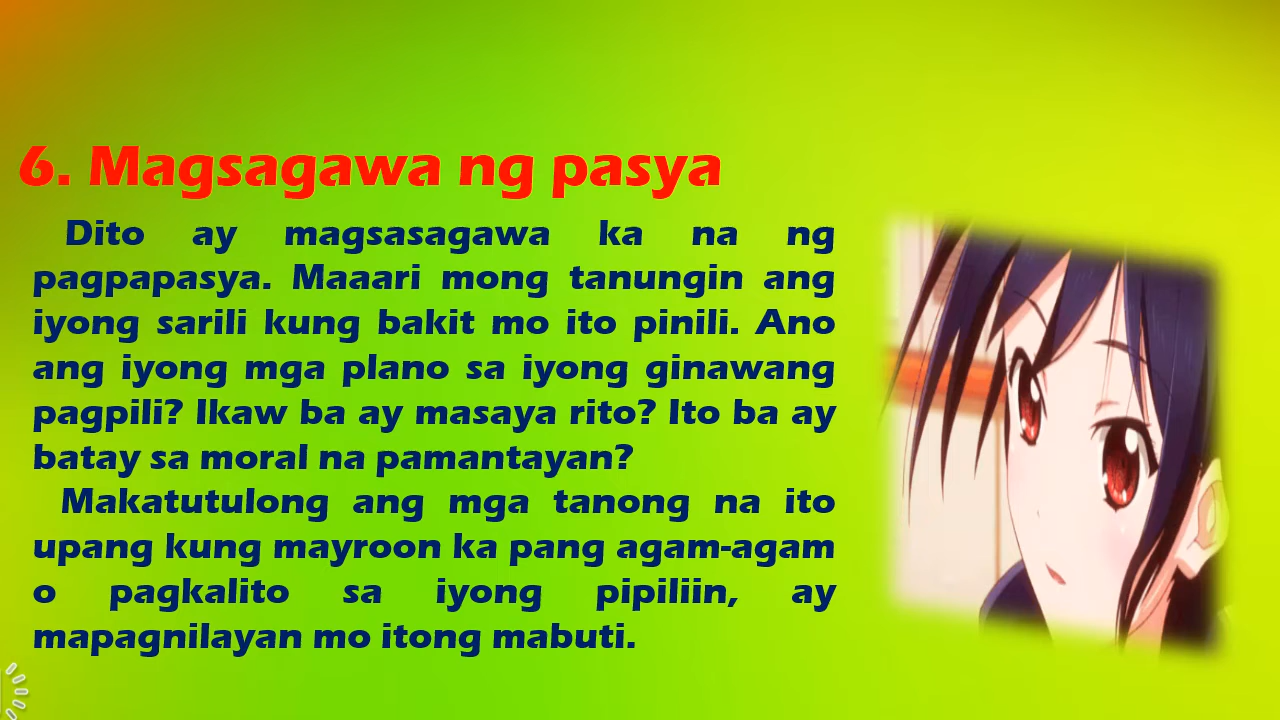 6. Magsagawa ng pasya
Dito ay magsasagawa ka na ng
pagpapasya. Maaari mong tanungin ang
iyong sarili kung bakit mo ito pinili. Ano
ang iyong mga plano sa iyong ginawang
pagpili? Ikaw ba ay masaya rito? Ito ba ay
batay sa moral na pamantayan?
Makatutulong ang mga tanong na ito
upang kung mayroon ka pang agam-agam
o pagkalito sa iyong pipiliin, ay
mapagnilayan mo itong mabuti.